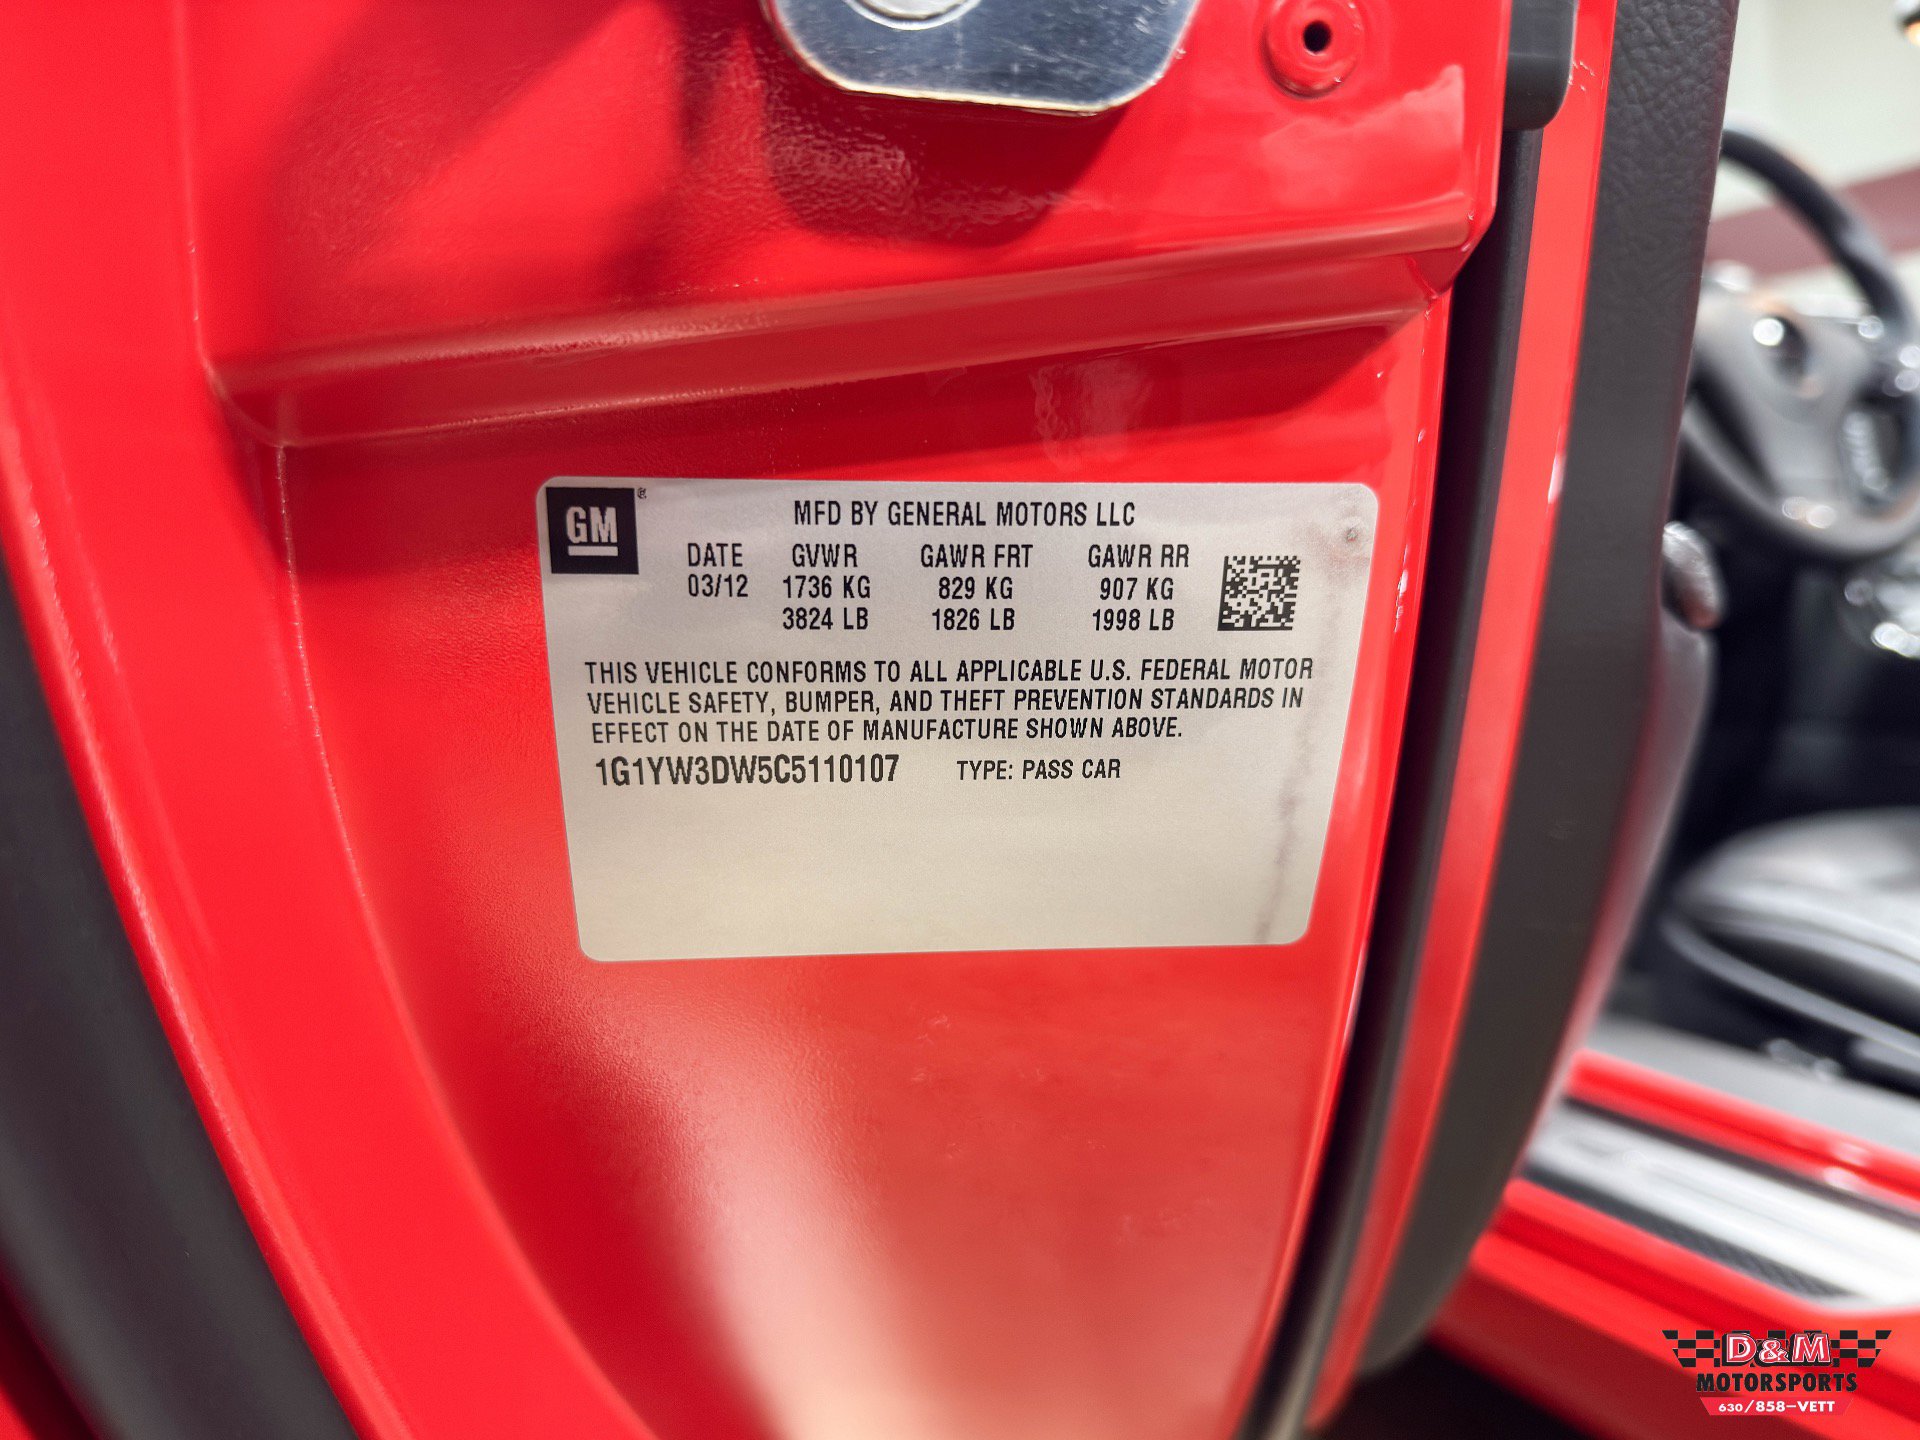 GM
MFD BY GENERAL MOTORS LLC
DATE GVWR GAWR FRT GAWR RR
03/12 1736 KG 829 KG 907 KG
3824 LB 1826 LB 1998 LB
THIS VEHICLE CONFORMS TO ALL APPLICABLE U.S. FEDERAL MOTOR
VEHICLE SAFETY, BUMPER, AND THEFT PREVENTION STANDARDS IN
EFFECT ON THE DATE OF MANUFACTURE SHOWN ABOVE.
1G1YW3DW5C5110107 TYPE: PASS CAR
D&M
MOTORSPORTS
630/858-VETT